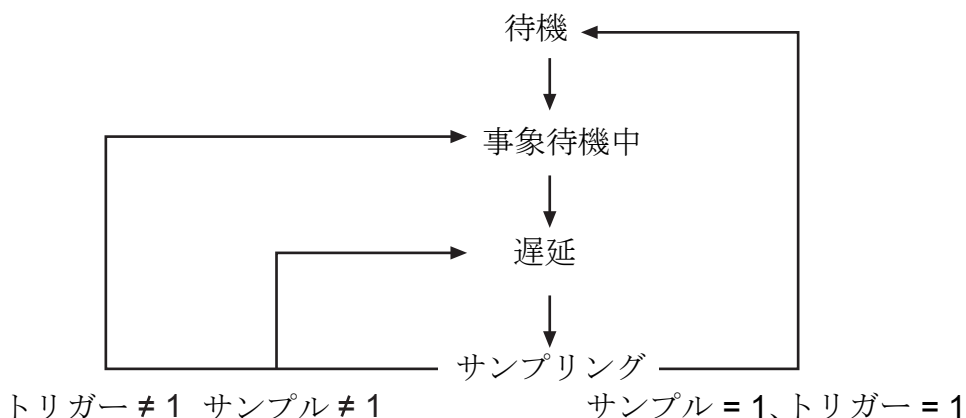 待機
事象待機中
遅延
サンプリング
トリガー ≠ 1 サンプル ≠ 1 サンプル = 1、トリガー = 1